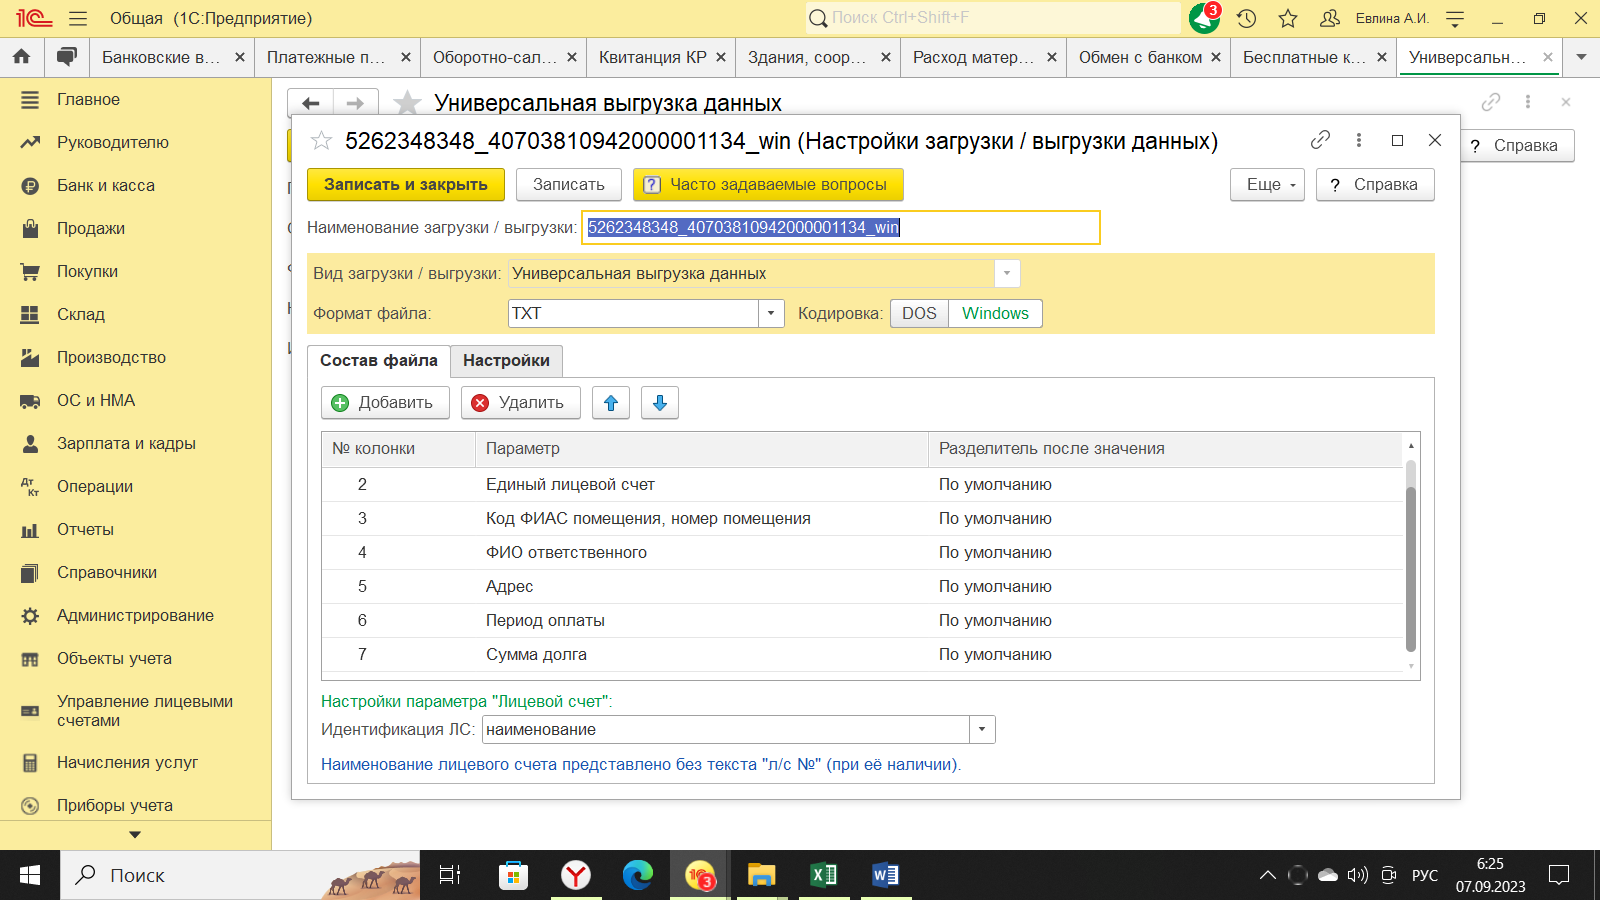 Общая (1С:Предприятие)
Поиск Ctrl+Shift+F
3
Евлина А.И.
Банковские в...
Платежные п...
Оборотно-сал...
Квитанция КР
Здания, соор...
Расход матер...
Обмен с банком
Бесплатные к...
Универсальн...
Главное
Руководителю
Банк и касса
Продажи
Покупки
Склад
Производство
ОС и НМА
Зарплата и кадры
Дт Кт Операции
Отчеты
Справочники
Администрирование
Объекты учета
Управление лицевыми
счетами
Начисления услуг
Приборы учета
Универсальная выгрузка данных
? Справка
5262348348_40703810942000001134_win (Настройки загрузки / выгрузки данных)
Записать и закрыть
Записать
? Часто задаваемые вопросы
Еще
? Справка
Наименование загрузки / выгрузки: 5262348348_40703810942000001134_win
Вид загрузки / выгрузки: Универсальная выгрузка данных
Формат файла: TXT
Кодировка: DOS Windows
Состав файла
Настройки
Добавить
Удалить
№ колонки Параметр Разделитель после значения
2 Единый лицевой счет По умолчанию
3 Код ФИАС помещения, номер помещения По умолчанию
4 ФИО ответственного По умолчанию
5 Адрес По умолчанию
6 Период оплаты По умолчанию
7 Сумма долга По умолчанию
Настройки параметра "Лицевой счет":
Идентификация ЛС: наименование
Наименование лицевого счета представлено без текста "л/с №" (при её наличии).
Поиск
3
РУС
6:25
07.09.2023